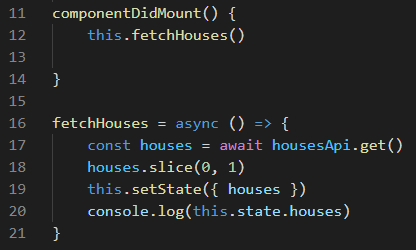 11 componentDidMount() {
12     this.fetchHouses()
13
14 }
15
16 fetchHouses = async () => {
17     const houses = await housesApi.get()
18     houses.slice(0, 1)
19     this.setState({ houses })
20     console.log(this.state.houses)
21 }